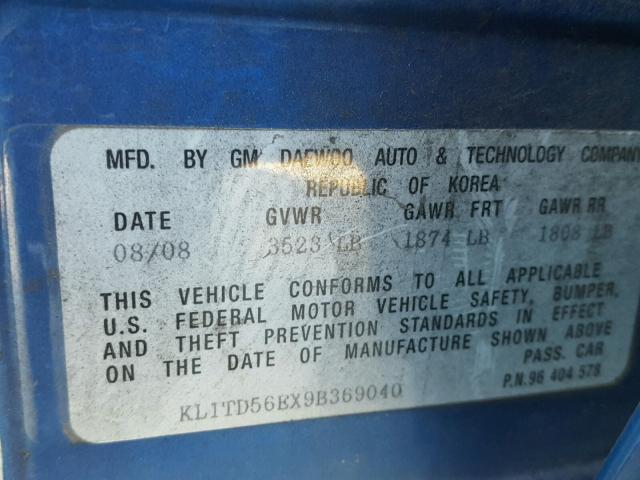 MFD. BY GM DAEWOO AUTO & TECHNOLOGY COMPANY
REPUBLIC OF KOREA
DATE GVWR GAWR FRT GAWR RR
08/08 3523 LB 1874 LB 1808 LB
THIS VEHICLE CONFORMS TO ALL APPLICABLE
U.S. FEDERAL MOTOR VEHICLE SAFETY, BUMPER,
AND THEFT PREVENTION STANDARDS IN EFFECT
ON THE DATE OF MANUFACTURE SHOWN ABOVE
PASS. CAR
KL1TD56EX9B369040 P.N.96 404 578